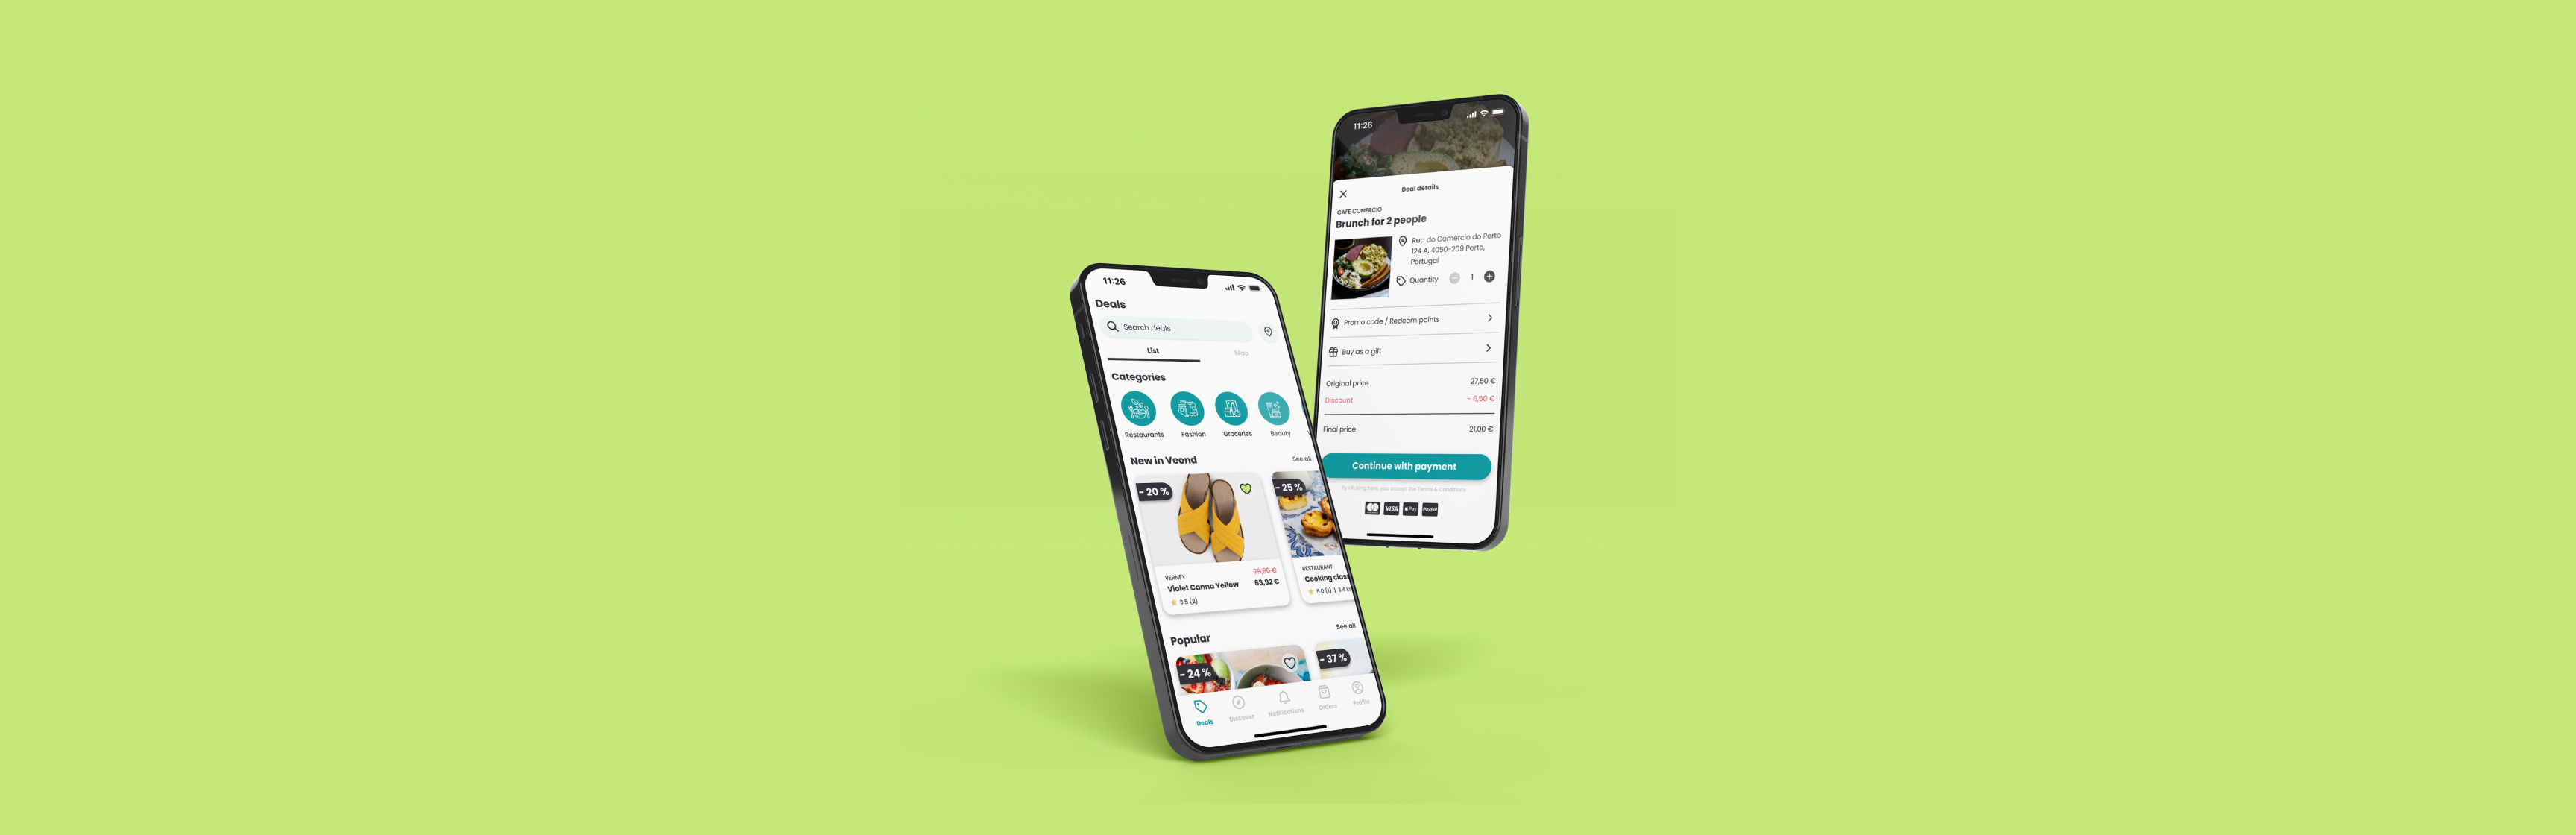 11:26
Deals
Search deals
List Map
Categories
Restaurants Fashion Groceries Beauty
New in Veond See all
- 20 %
VERNEY
Violet Canna Yellow
79,90 €
63,92 €
3.5 (2)
- 25 %
RESTAURANT
Cooking class
5.0 (1) | 3.4
Popular See all
- 24 %
- 37 %
Deals Discover Notifications Orders Profile
11:26
Deal details
CAFE COMERCIO
Brunch for 2 people
Rua do Comércio do Porto
124 A, 4050-209 Porto,
Portugal
Quantity 1
Promo code / Redeem points
Buy as a gift
Original price 27,50 €
Discount - 6,50 €
Final price 21,00 €
Continue with payment
By clicking here, you accept the Terms & Conditions
VISA Pay PayPal